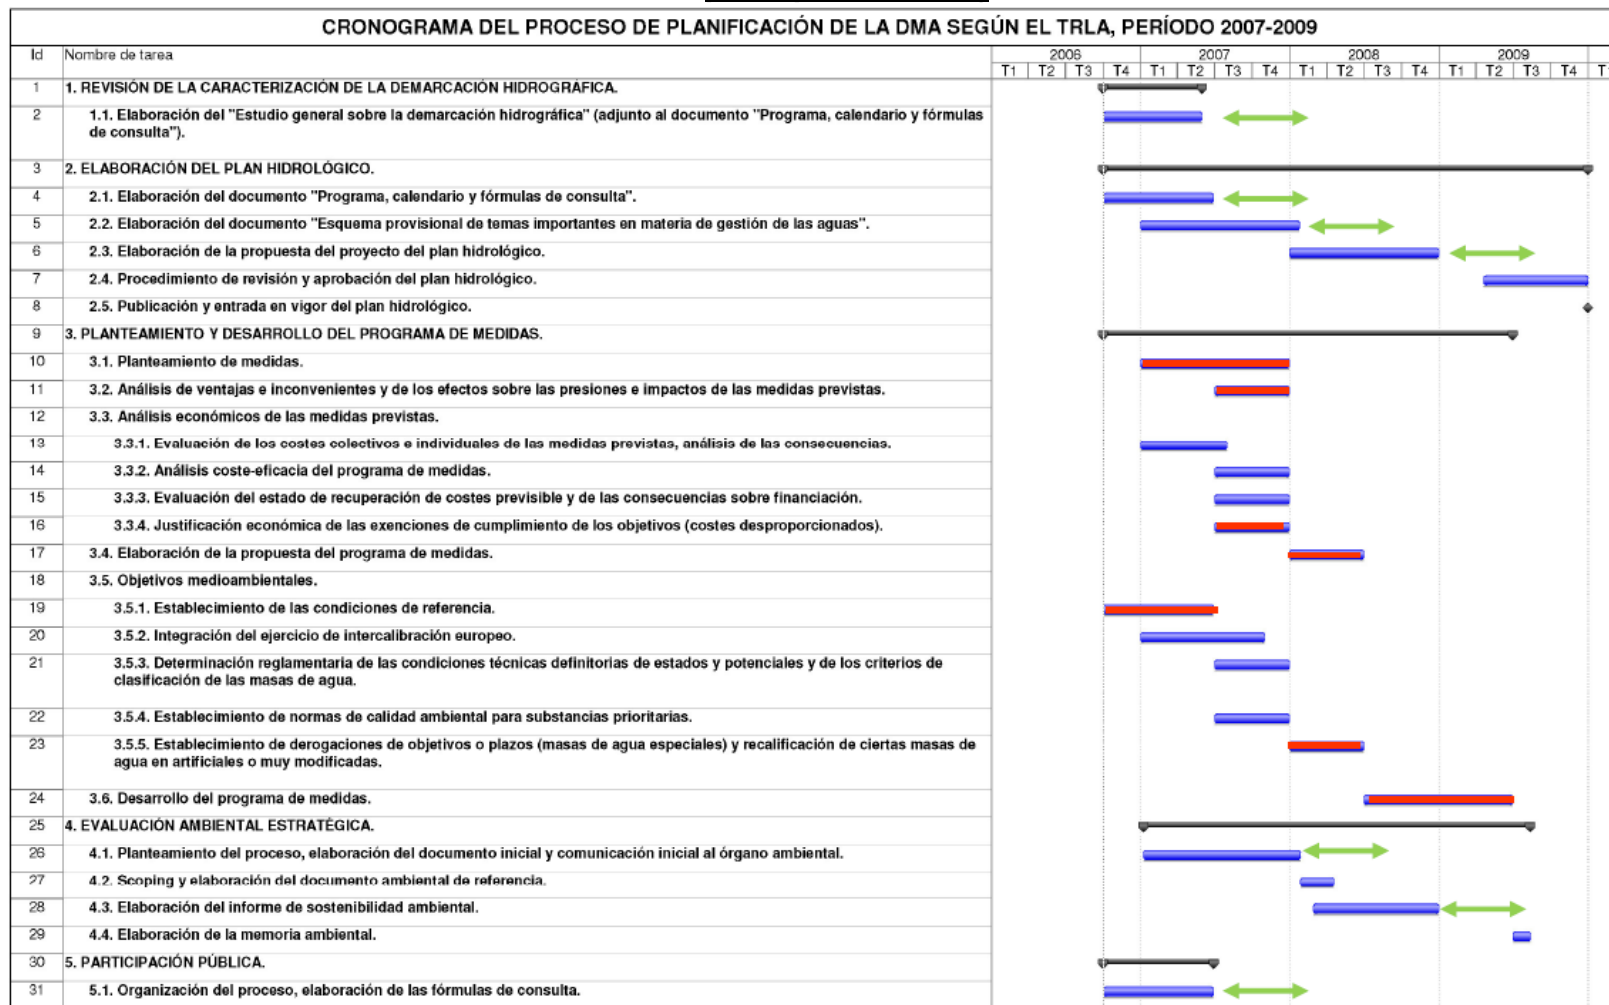 CRONOGRAMA DEL PROCESO DE PLANIFICACIÓN DE LA DMA SEGÚN EL TRLA, PERÍODO 2007-2009
Id Nombre de tarea 2006 2007 2008 2009
T1 T2 T3 T4 T1 T2 T3 T4 T1 T2 T3 T4 T1 T2 T3 T4 T1
1 1. REVISIÓN DE LA CARACTERIZACIÓN DE LA DEMARCACIÓN HIDROGRÁFICA.
2 1.1. Elaboración del "Estudio general sobre la demarcación hidrográfica" (adjunto al documento "Programa, calendario y fórmulas
de consulta").
3 2. ELABORACIÓN DEL PLAN HIDROLÓGICO.
4 2.1. Elaboración del documento "Programa, calendario y fórmulas de consulta".
5 2.2. Elaboración del documento "Esquema provisional de temas importantes en materia de gestión de las aguas".
6 2.3. Elaboración de la propuesta del proyecto del plan hidrológico.
7 2.4. Procedimiento de revisión y aprobación del plan hidrológico.
8 2.5. Publicación y entrada en vigor del plan hidrológico.
9 3. PLANTEAMIENTO Y DESARROLLO DEL PROGRAMA DE MEDIDAS.
10 3.1. Planteamiento de medidas.
11 3.2. Análisis de ventajas e inconvenientes y de los efectos sobre las presiones e impactos de las medidas previstas.
12 3.3. Análisis económicos de las medidas previstas.
13 3.3.1. Evaluación de los costes colectivos e individuales de las medidas previstas, análisis de las consecuencias.
14 3.3.2. Análisis coste-eficacia del programa de medidas.
15 3.3.3. Evaluación del estado de recuperación de costes previsible y de las consecuencias sobre financiación.
16 3.3.4. Justificación económica de las exenciones de cumplimiento de los objetivos (costes desproporcionados).
17 3.4. Elaboración de la propuesta del programa de medidas.
18 3.5. Objetivos medioambientales.
19 3.5.1. Establecimiento de las condiciones de referencia.
20 3.5.2. Integración del ejercicio de intercalibración europeo.
21 3.5.3. Determinación reglamentaria de las condiciones técnicas definitorias de estados y potenciales y de los criterios de
clasificación de las masas de agua.
22 3.5.4. Establecimiento de normas de calidad ambiental para substancias prioritarias.
23 3.5.5. Establecimiento de derogaciones de objetivos o plazos (masas de agua especiales) y recalificación de ciertas masas de
agua en artificiales o muy modificadas.
24 3.6. Desarrollo del programa de medidas.
25 4. EVALUACIÓN AMBIENTAL ESTRATÉGICA.
26 4.1. Planteamiento del proceso, elaboración del documento inicial y comunicación inicial al órgano ambiental.
27 4.2. Scoping y elaboración del documento ambiental de referencia.
28 4.3. Elaboración del informe de sostenibilidad ambiental.
29 4.4. Elaboración de la memoria ambiental.
30 5. PARTICIPACIÓN PÚBLICA.
31 5.1. Organización del proceso, elaboración de las fórmulas de consulta.